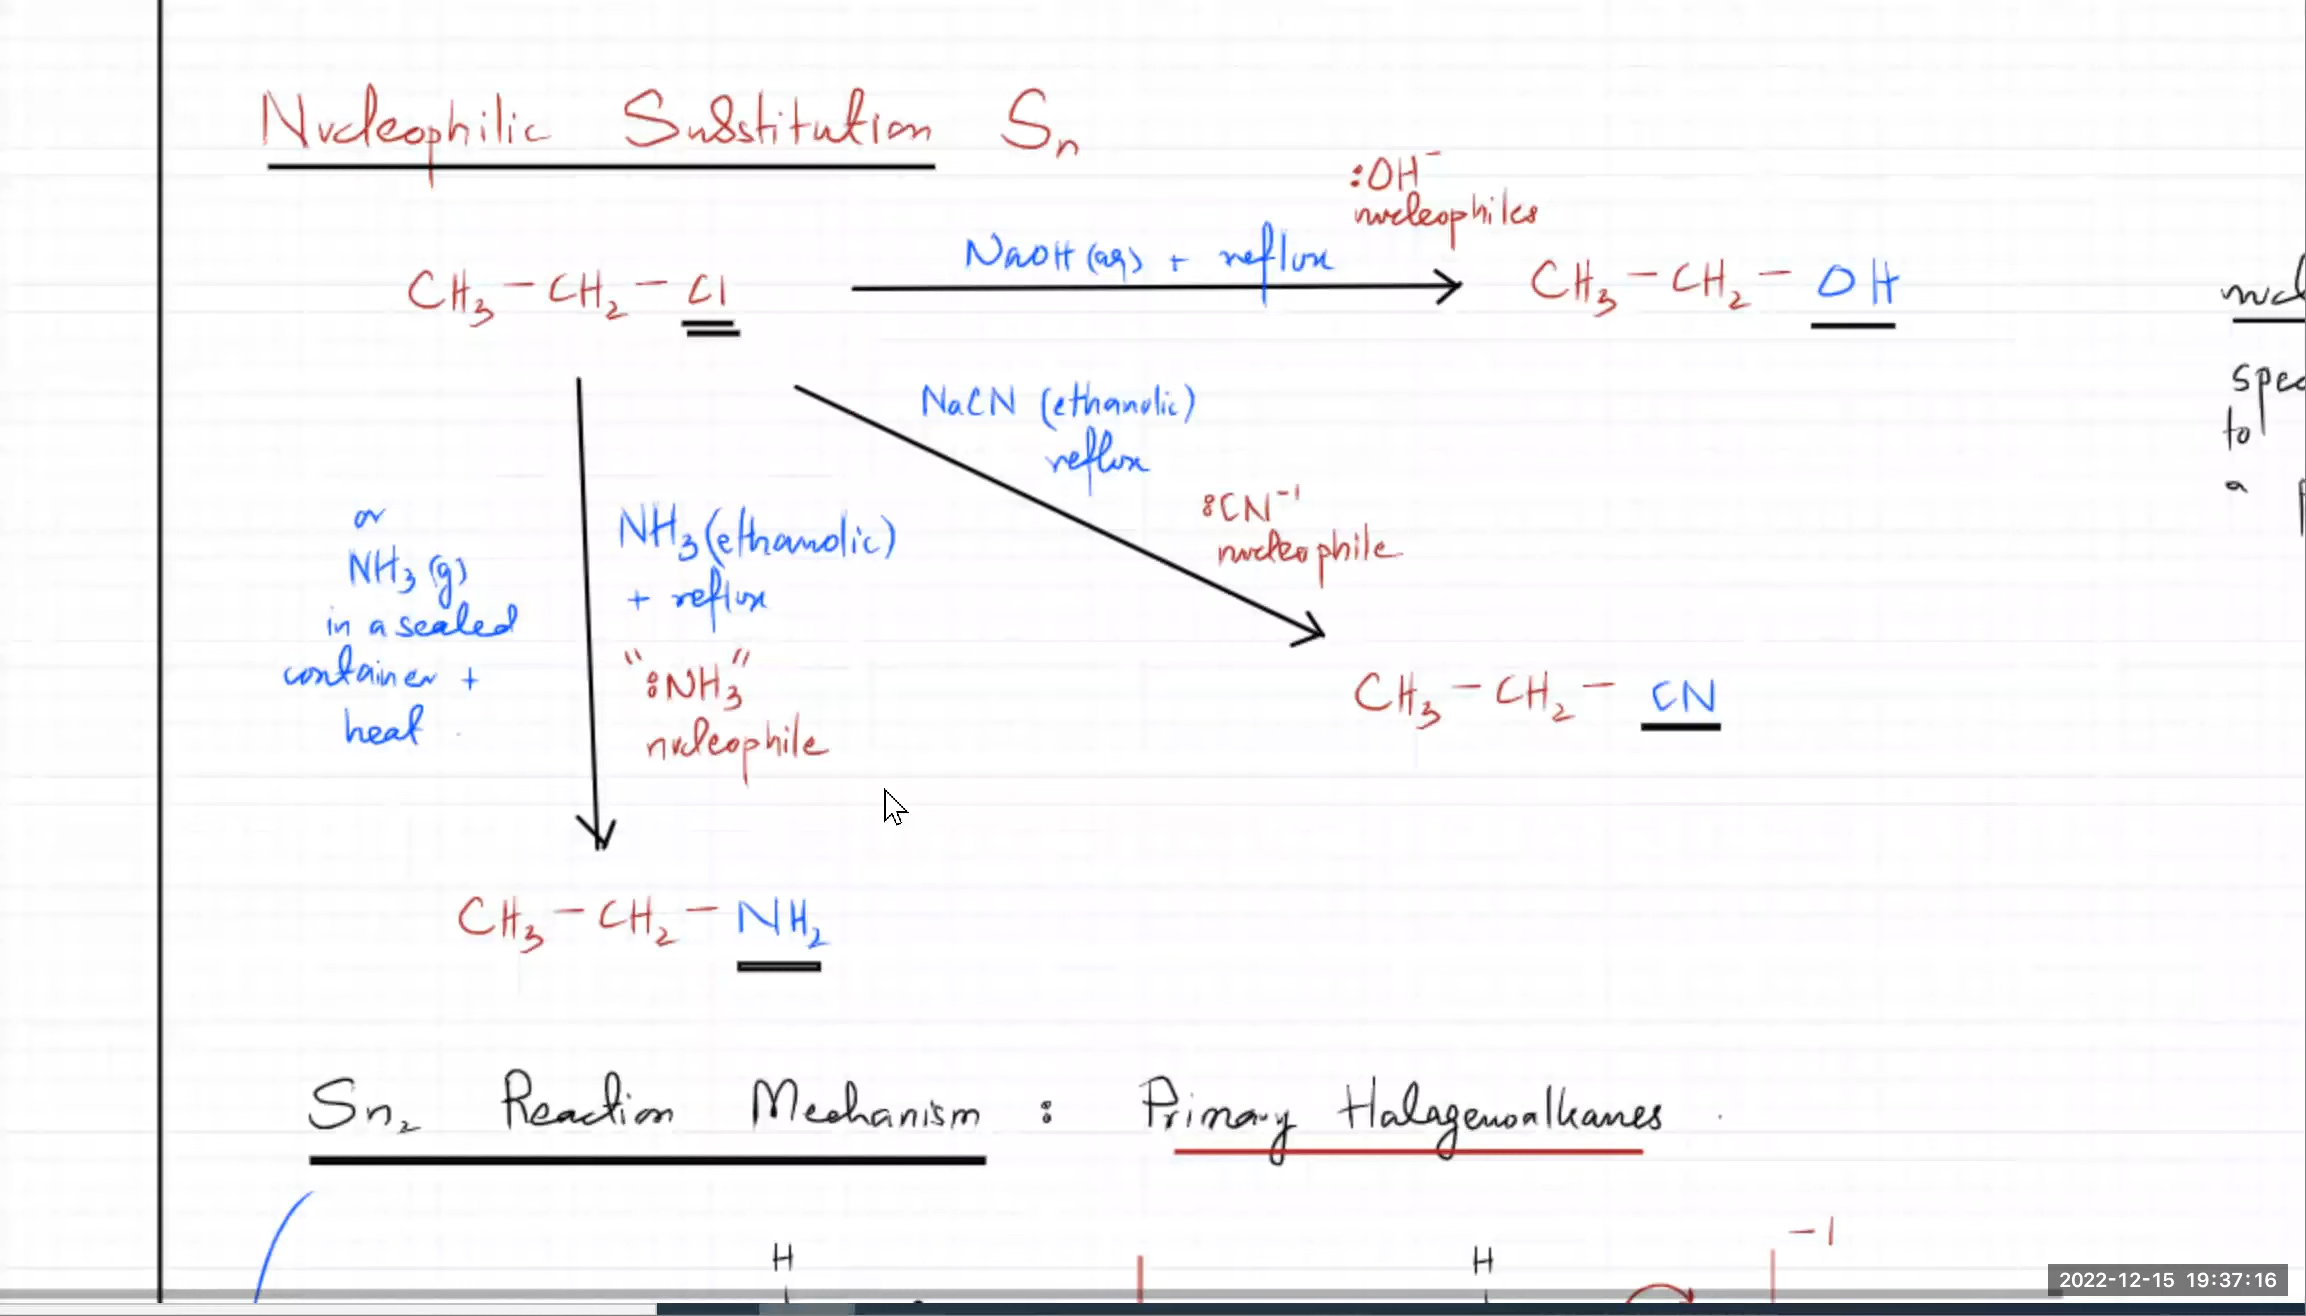 Nucleophilic Substitution Sn
:OH⁻
nucleophiles
NaOH (aq) + reflux
CH₃ – CH₂ – Cl
CH₃ – CH₂ – OH
NaCN (ethanolic)
reflux
:CN⁻¹
nucleophile
or
NH₃ (g)
in a sealed
container +
heat
NH₃ (ethanolic)
+ reflux
":NH₃"
nucleophile
CH₃ – CH₂ – CN
CH₃ – CH₂ – NH₂
to
a
Sn₂ Reaction Mechanism : Primary Halogenoalkanes
H
H
–1
2022-12-15 19:37:16